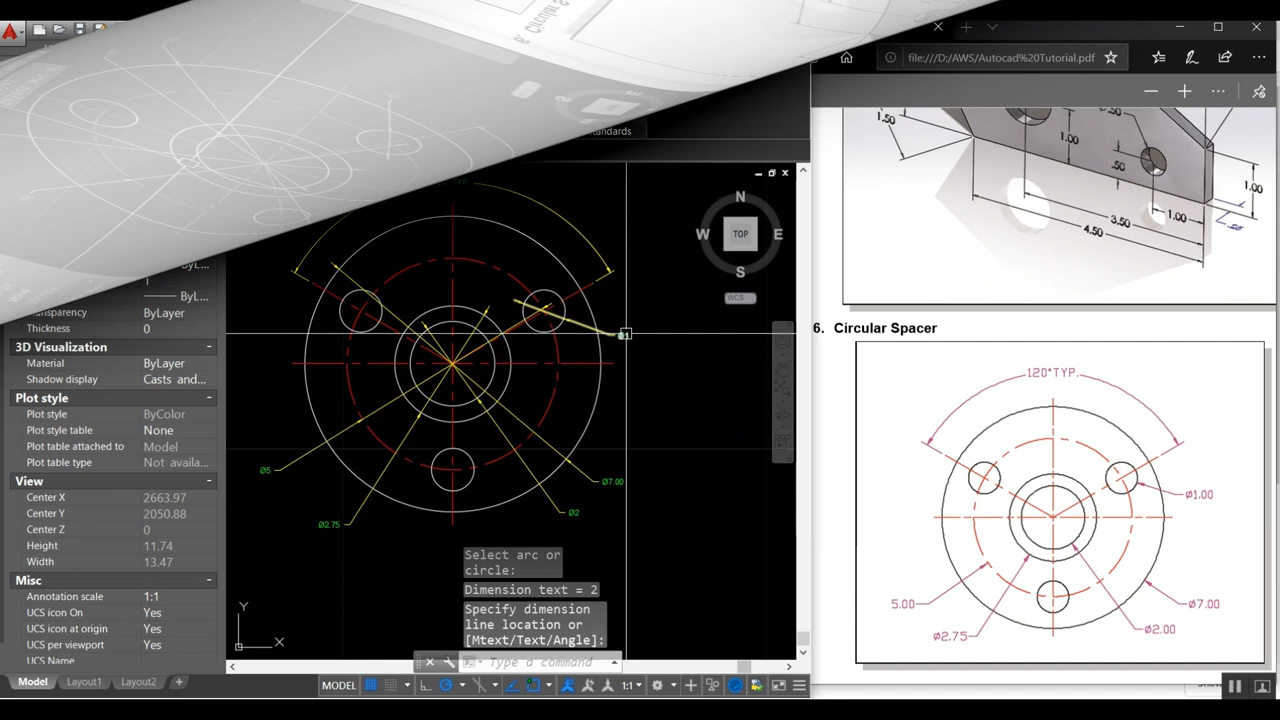 file:///D:/AWS/Autocad%20Tutorial.pdf
ByL...
1
ByL...
ByLayer
Thickness 0
3D Visualization
Material ByLayer
Shadow display Casts and...
Plot style
Plot style ByColor
Plot style table None
Plot table attached to Model
Plot table type Not availa...
View
Center X 2663.97
Center Y 2050.88
Center Z 0
Height 11.74
Width 13.47
Misc
Annotation scale 1:1
UCS icon On Yes
UCS icon at origin Yes
UCS per viewport Yes
UCS Name
N
W TOP E
S
WCS
Ø5
Ø2.75
Ø7.00
Ø2
Select arc or
circle:
Dimension text = 2
Specify dimension
line location or
[Mtext/Text/Angle]:
Type a command
Y
X
Model Layout1 Layout2
MODEL 1:1
1.50
1.00
.50
1.00
3.50
1.00
4.50
6. Circular Spacer
120°TYP.
Ø1.00
5.00
Ø7.00
Ø2.75
Ø2.00